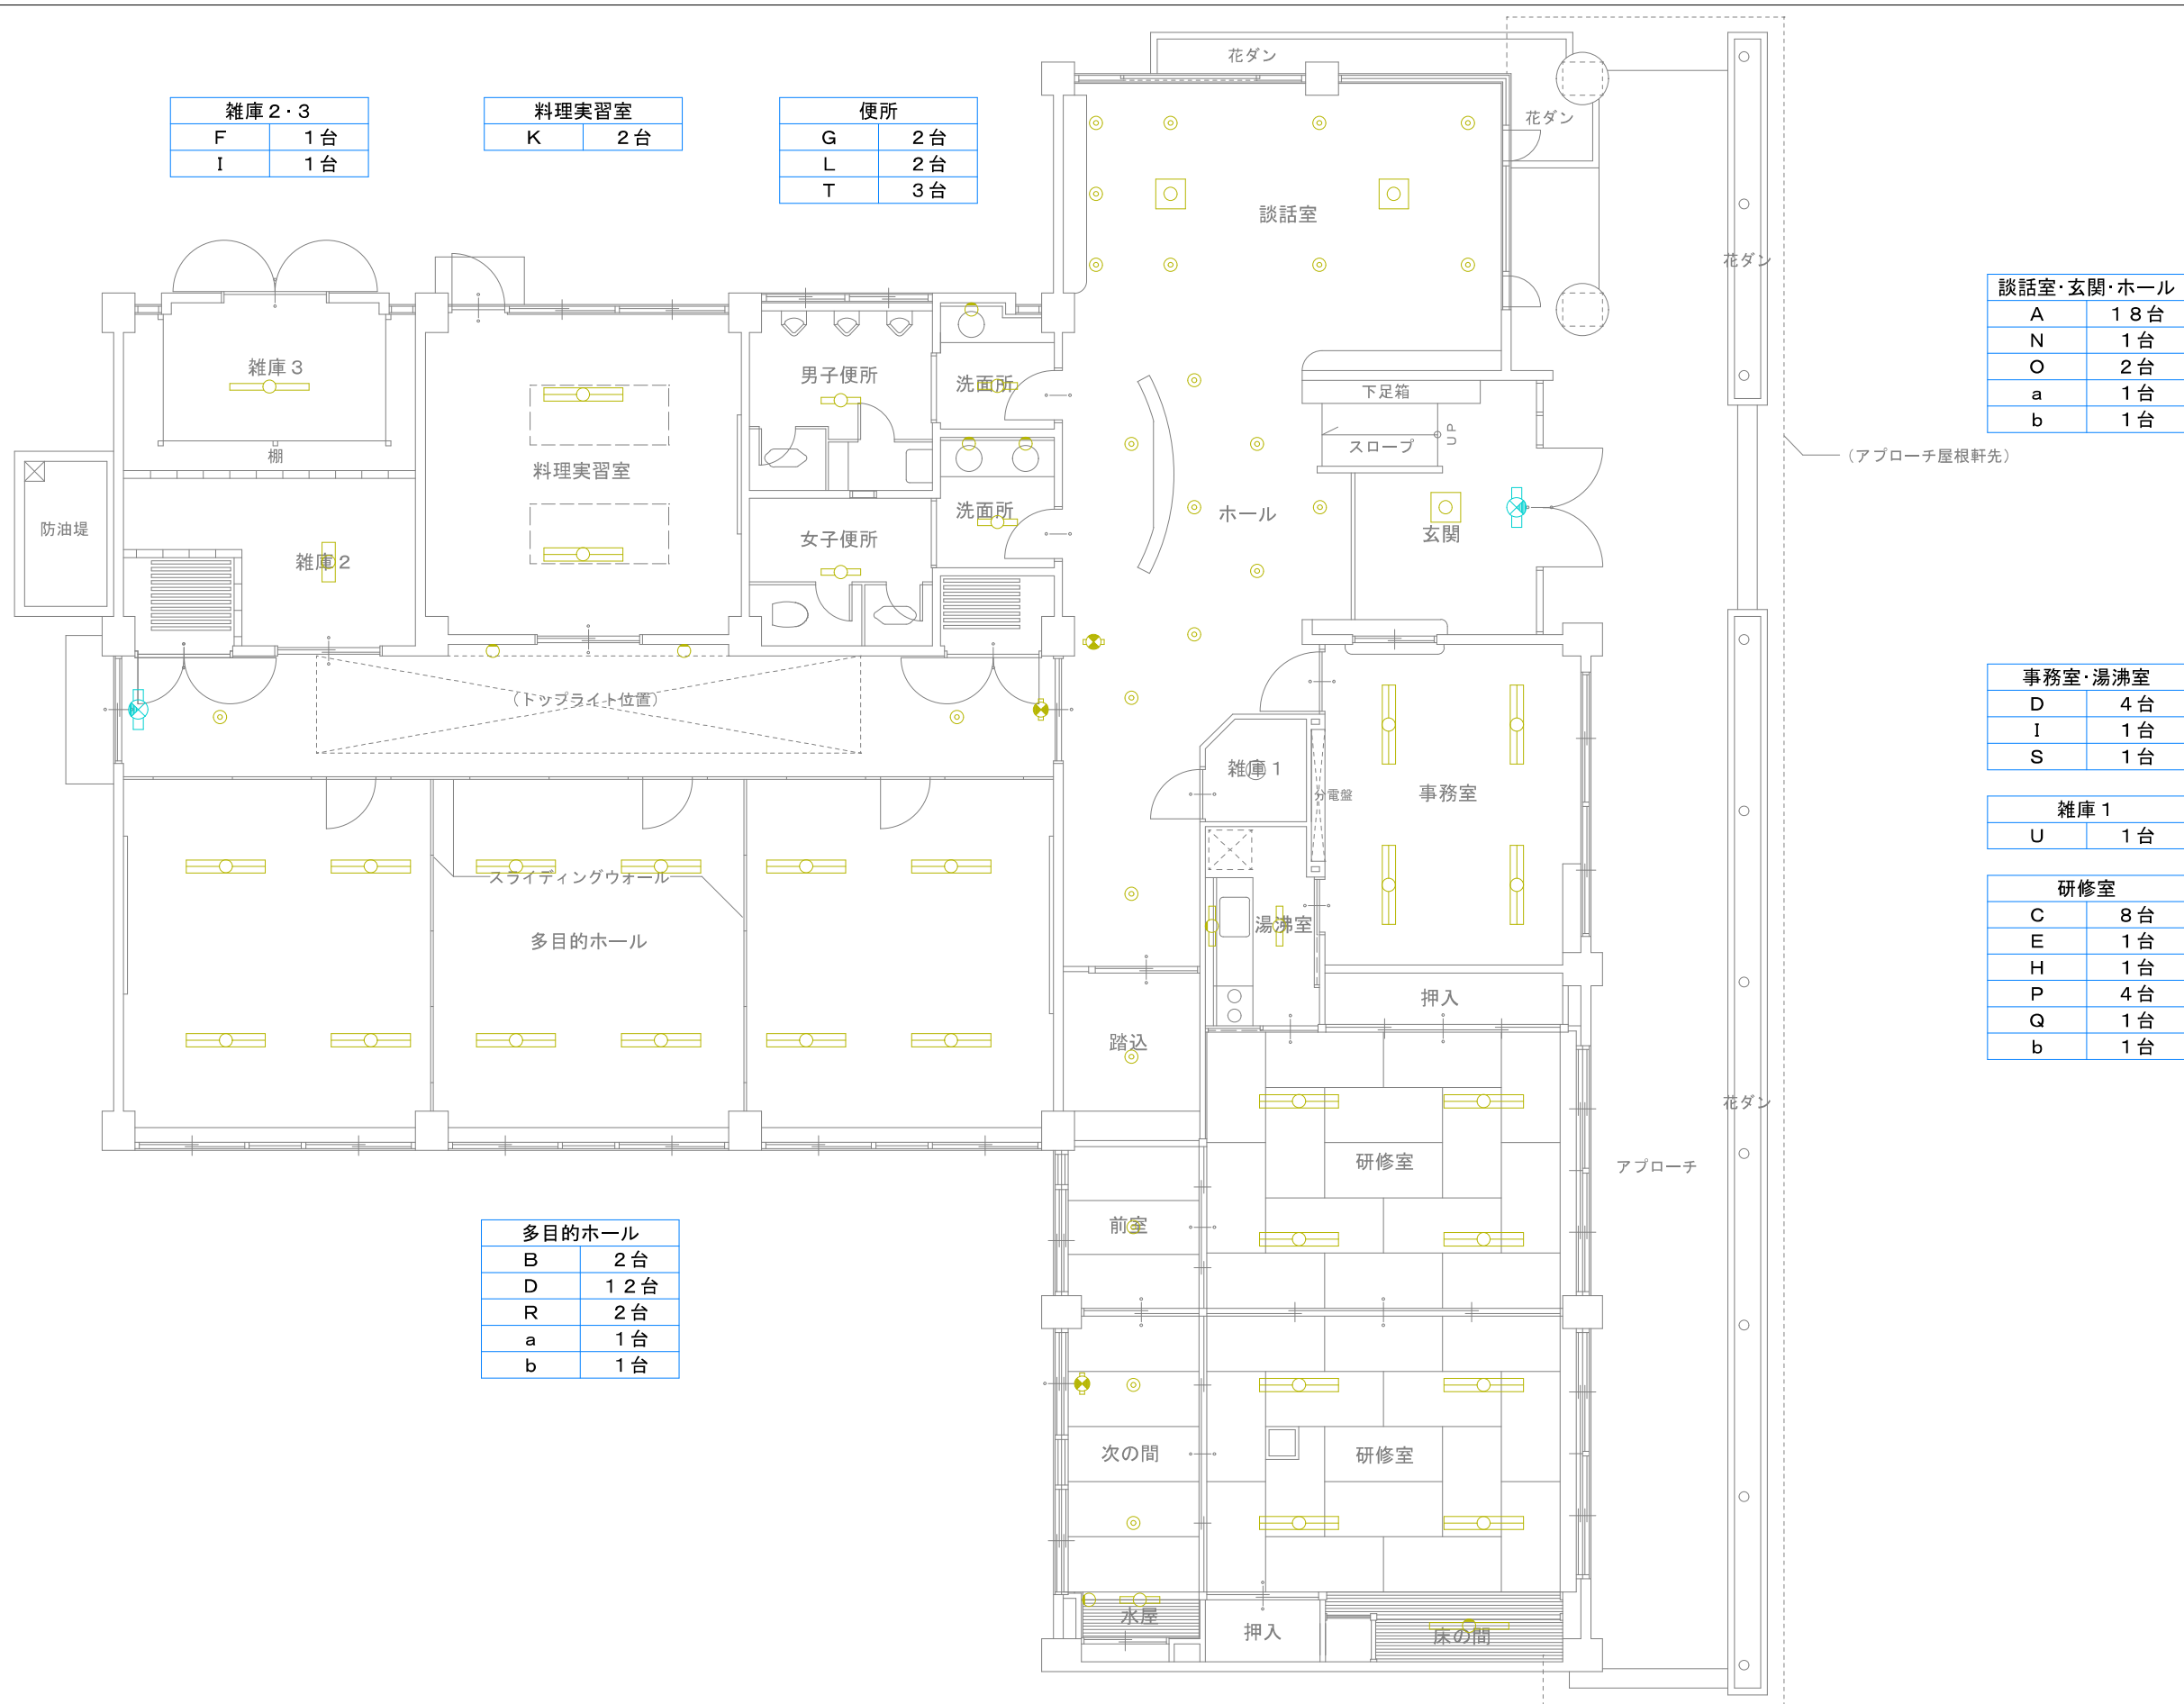 花ダン
雑庫２・３
F １台
I １台
料理実習室
K ２台
便所
G ２台
L ２台
T ３台
花ダン
談話室
花ダン
談話室・玄関・ホール
A １８台
N １台
O ２台
a １台
b １台
雑庫３
男子便所
洗面所
下足箱
UP
スロープ
棚
料理実習室
（アプローチ屋根軒先）
洗面所
ホール
防油堤
女子便所
玄関
雑庫２
（トップライト位置）
事務室・湯沸室
D ４台
I １台
S １台
雑庫１
分電盤
事務室
雑庫１
U １台
スライディングウォール
研修室
C ８台
E １台
H １台
P ４台
Q １台
b １台
湯沸室
多目的ホール
押入
踏込
花ダン
研修室
アプローチ
前室
多目的ホール
B ２台
D １２台
R ２台
a １台
b １台
次の間
研修室
水屋
押入
床の間